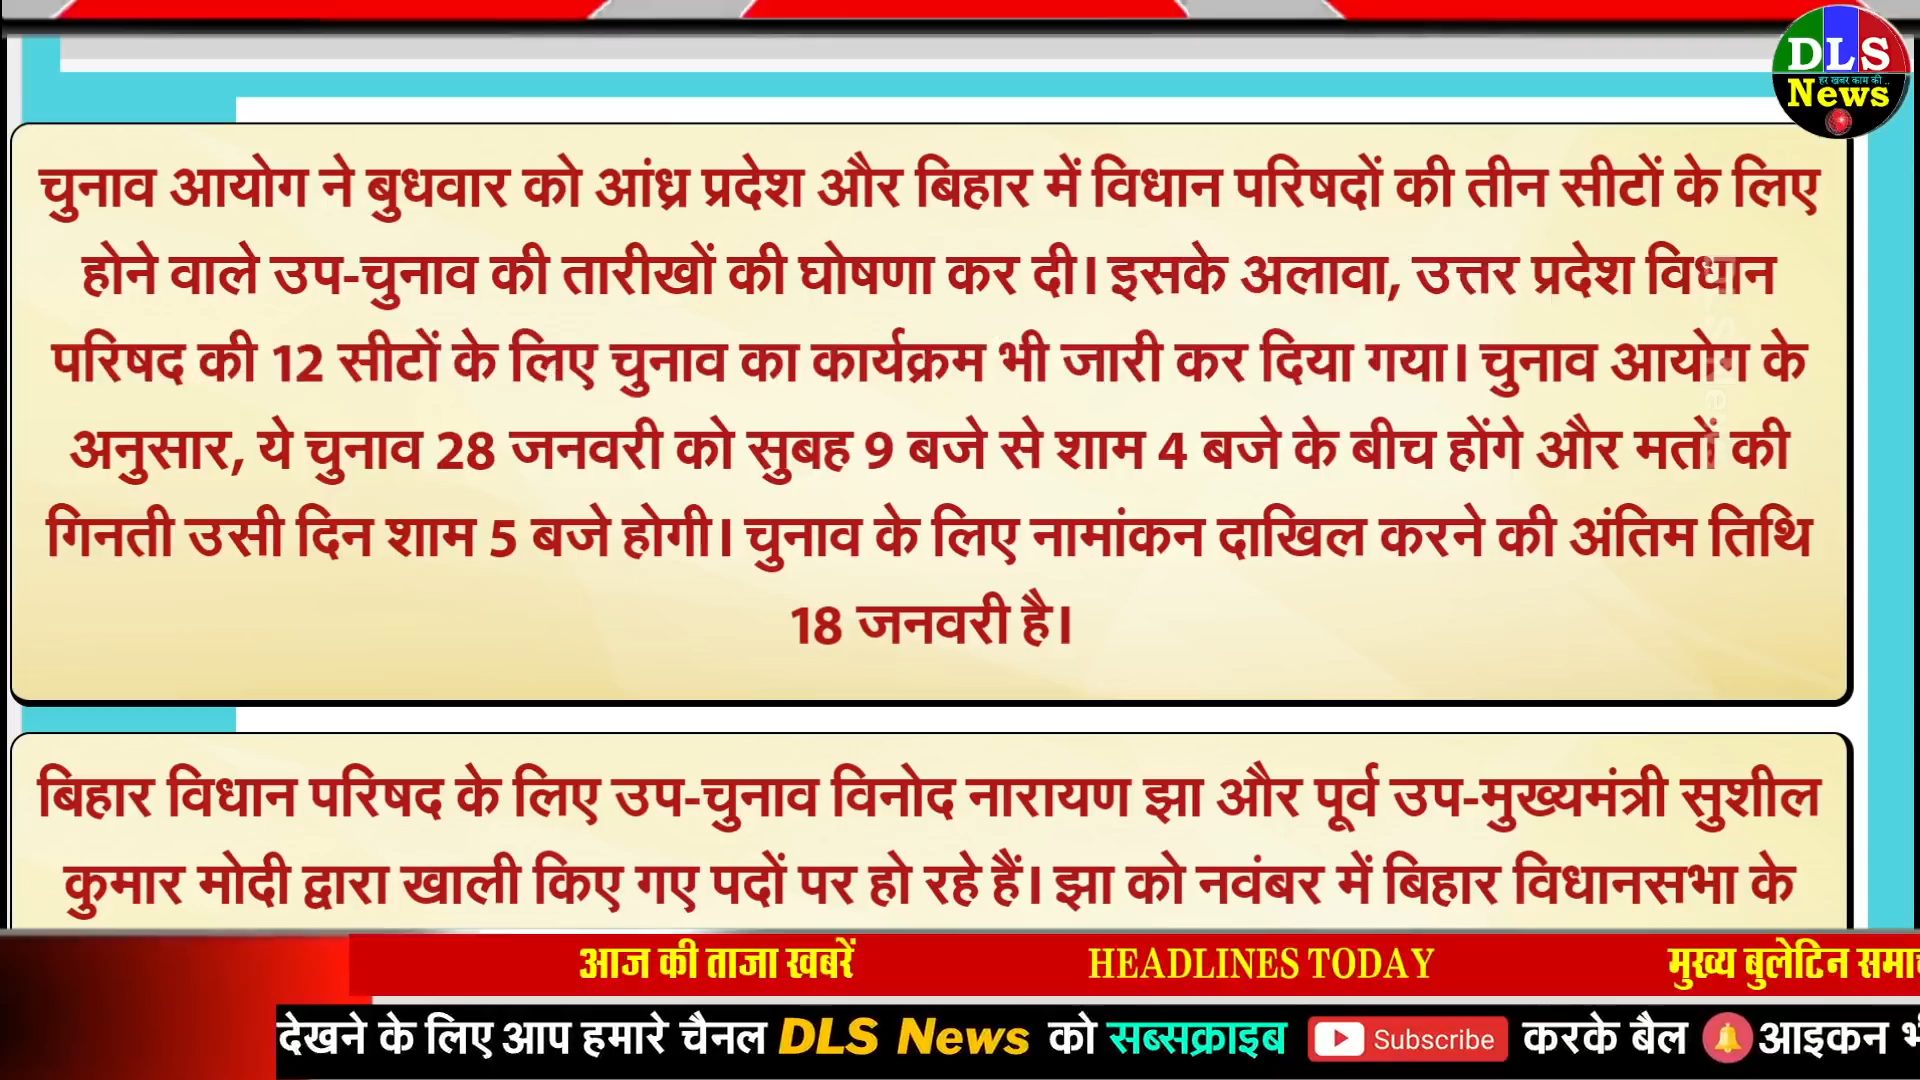 DLS
हर खबर काम की ..
News
चुनाव आयोग ने बुधवार को आंध्र प्रदेश और बिहार में विधान परिषदों की तीन सीटों के लिए
होने वाले उप-चुनाव की तारीखों की घोषणा कर दी। इसके अलावा, उत्तर प्रदेश विधान
परिषद की 12 सीटों के लिए चुनाव का कार्यक्रम भी जारी कर दिया गया। चुनाव आयोग के
अनुसार, ये चुनाव 28 जनवरी को सुबह 9 बजे से शाम 4 बजे के बीच होंगे और मतों की
गिनती उसी दिन शाम 5 बजे होगी। चुनाव के लिए नामांकन दाखिल करने की अंतिम तिथि
18 जनवरी है।
बिहार विधान परिषद के लिए उप-चुनाव विनोद नारायण झा और पूर्व उप-मुख्यमंत्री सुशील
कुमार मोदी द्वारा खाली किए गए पदों पर हो रहे हैं। झा को नवंबर में बिहार विधानसभा के
आज की ताजा खबरें HEADLINES TODAY मुख्य बुलेटिन
देखने के लिए आप हमारे चैनल DLS News को सब्सक्राइब Subscribe करके बैल आइकन